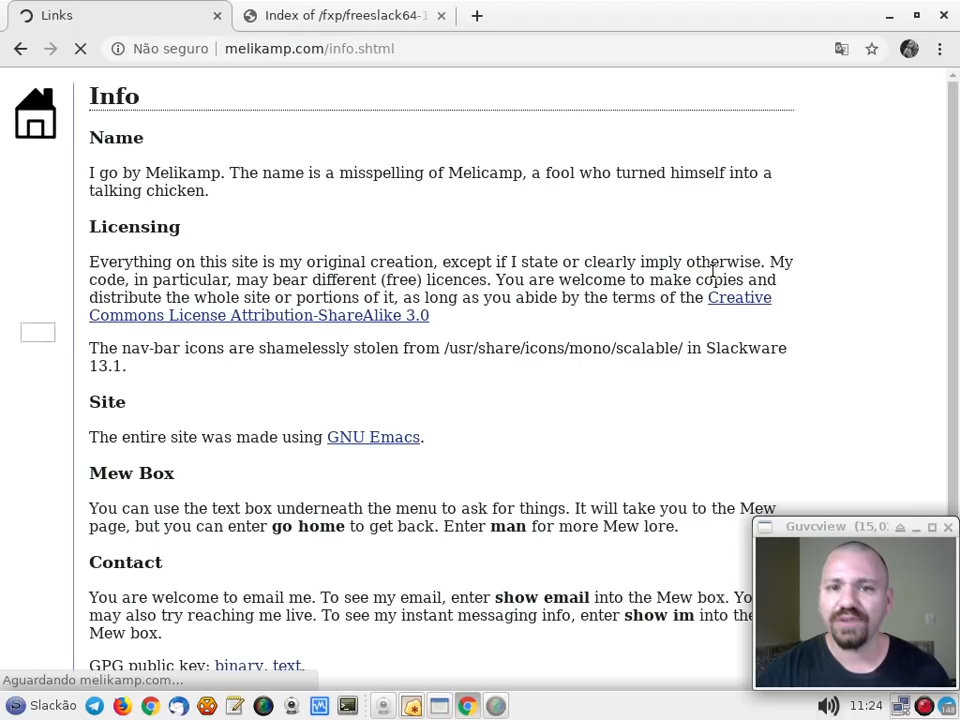 Links
Index of /fxp/freeslack64-1
Não seguro
melikamp.com/info.shtml
Info
Name
I go by Melikamp. The name is a misspelling of Melicamp, a fool who turned himself into a
talking chicken.
Licensing
Everything on this site is my original creation, except if I state or clearly imply otherwise. My
code, in particular, may bear different (free) licences. You are welcome to make copies and
distribute the whole site or portions of it, as long as you abide by the terms of the Creative
Commons License Attribution-ShareAlike 3.0
The nav-bar icons are shamelessly stolen from /usr/share/icons/mono/scalable/ in Slackware
13.1.
Site
The entire site was made using GNU Emacs.
Mew Box
You can use the text box underneath the menu to ask for things. It will take you to the Mew
page, but you can enter go home to get back. Enter man for more Mew lore.
Contact
You are welcome to email me. To see my email, enter show email into the Mew box. Yo
may also try reaching me live. To see my instant messaging info, enter show im into the
Mew box.
GPG public key: binary, text.
Guvcview (15,0
Aguardando melikamp.com...
Slackão
11:24